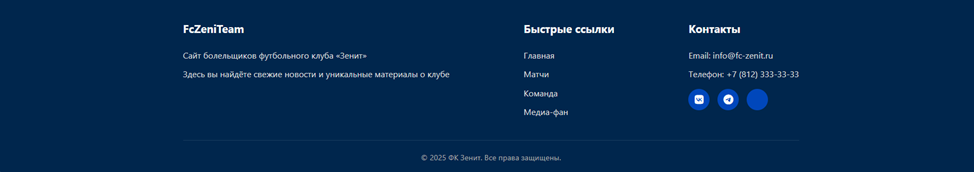 FcZeniTeam
Сайт болельщиков футбольного клуба «Зенит»
Здесь вы найдёте свежие новости и уникальные материалы о клубе
Быстрые ссылки
Главная
Матчи
Команда
Медиа-фан
Контакты
Email: info@fc-zenit.ru
Телефон: +7 (812) 333-33-33
© 2025 ФК Зенит. Все права защищены.